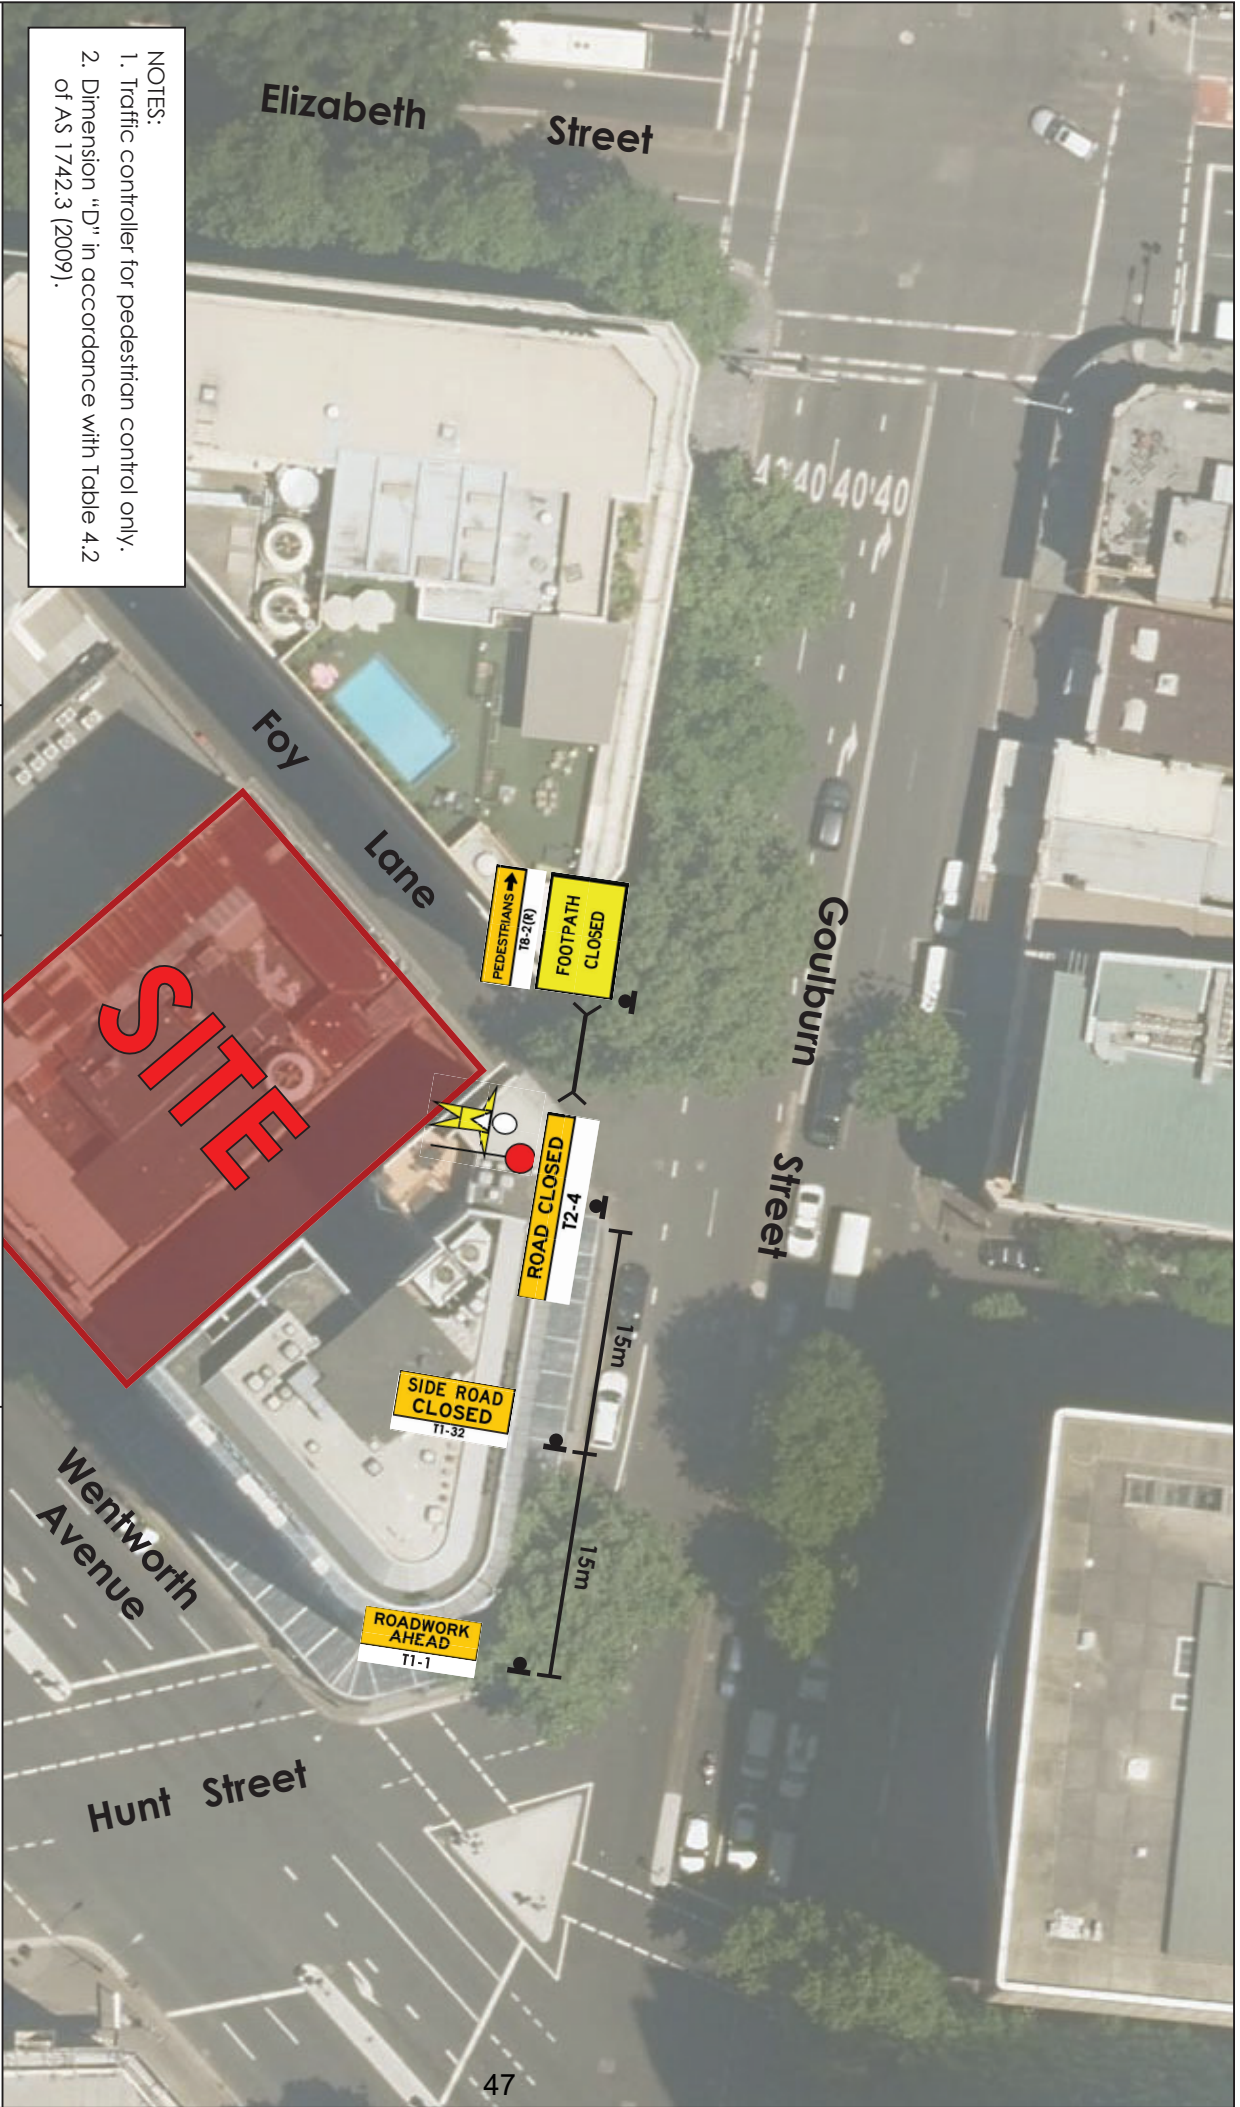 NOTES:
1. Traffic controller for pedestrian control only.
2. Dimension "D" in accordance with Table 4.2
of AS 1742.3 (2009).
Elizabeth Street
40'40'40
Foy Lane
Goulburn Street
PEDESTRIANS
T8-2(R)
FOOTPATH
CLOSED
SITE
ROAD CLOSED
T2-4
15m
SIDE ROAD
CLOSED
T1-32
15m
ROADWORK
AHEAD
T1-1
Wentworth
Avenue
Hunt Street
47